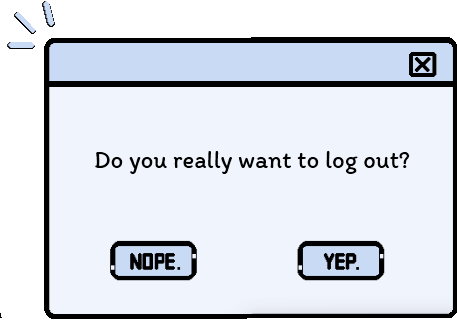 Do you really want to log out?
NOPE.
YEP.